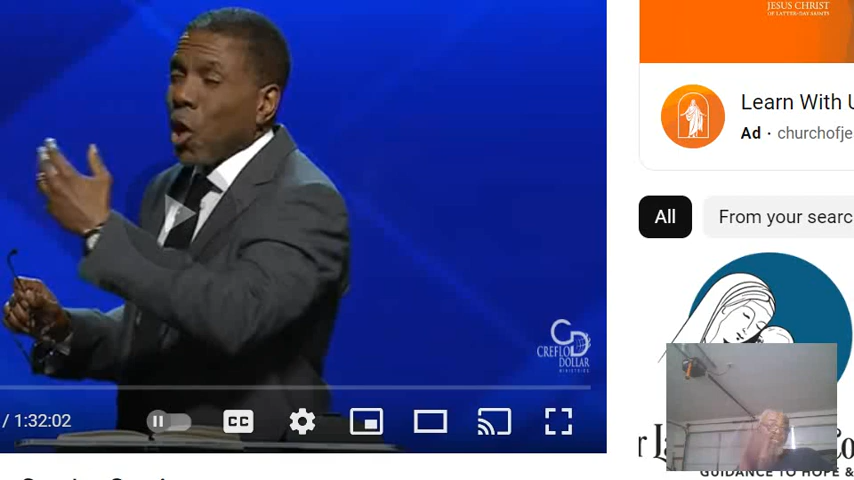 JESUS CHRIST
OF LATTER-DAY SAINTS
Learn With
Ad · churchofje
All
From your searc
CREFLO DOLLAR
MINISTRIES
/ 1:32:02
CC
GUIDANCE TO HOPE &